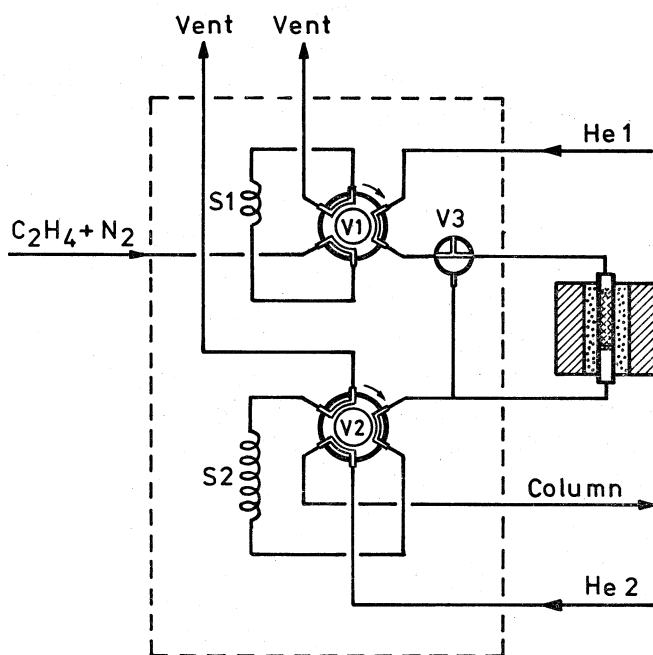 Vent Vent
He 1
S1
V1
V3
C₂H₄ + N₂
V2
S2
Column
He 2